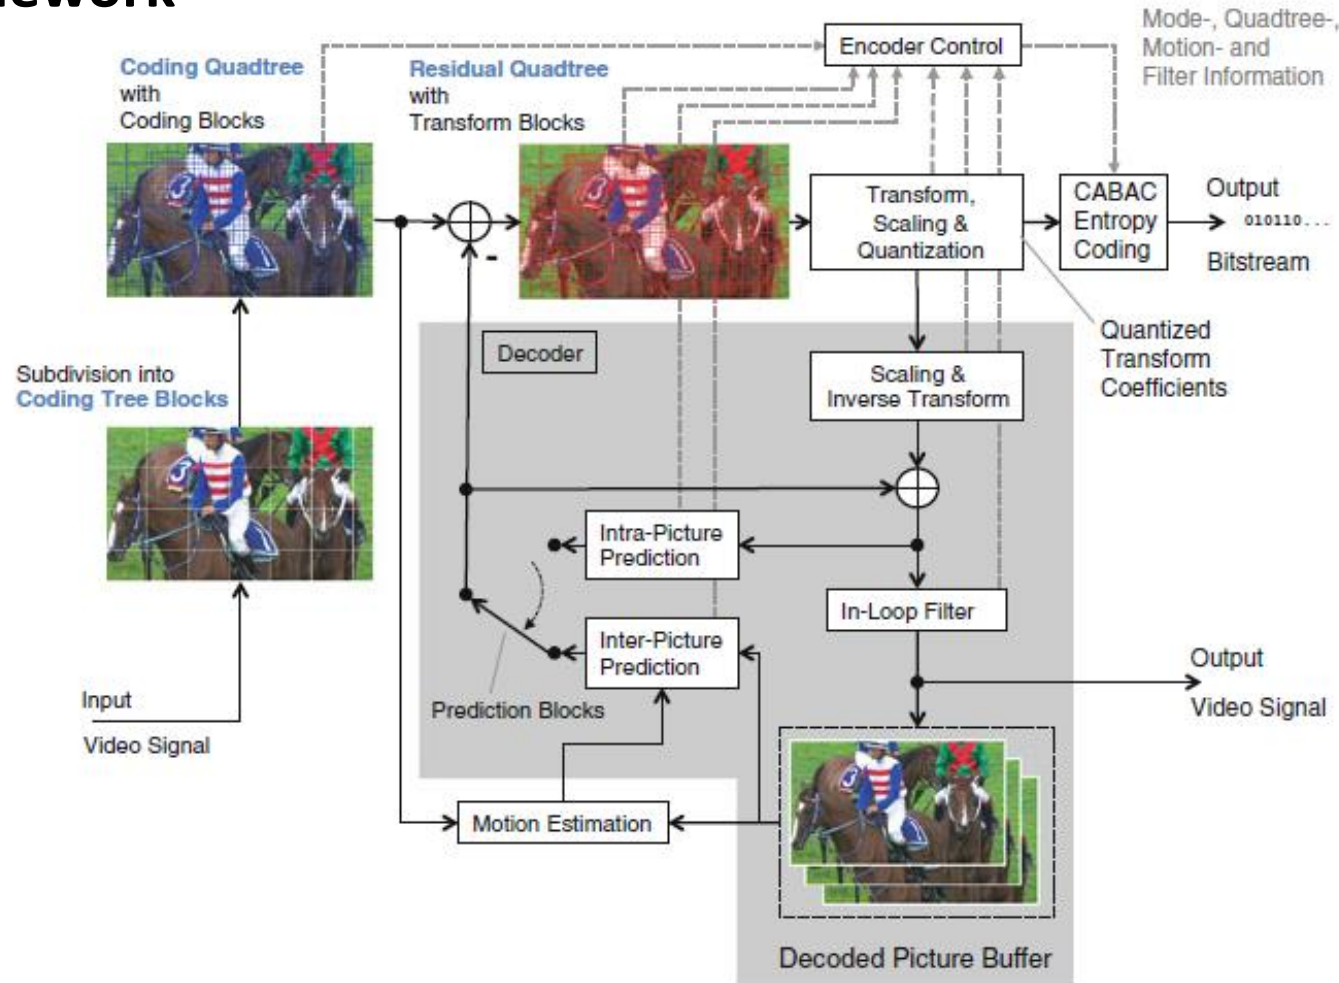 Encoder Control
Mode-, Quadtree-,
Motion- and
Filter Information
Coding Quadtree
with
Coding Blocks
Residual Quadtree
with
Transform Blocks
Transform,
Scaling &
Quantization
CABAC
Entropy
Coding
Output
010110...
Bitstream
-
Decoder
Quantized
Transform
Coefficients
Subdivision into
Coding Tree Blocks
Scaling &
Inverse Transform
Intra-Picture
Prediction
In-Loop Filter
Inter-Picture
Prediction
Output
Video Signal
Input
Video Signal
Prediction Blocks
Motion Estimation
Decoded Picture Buffer